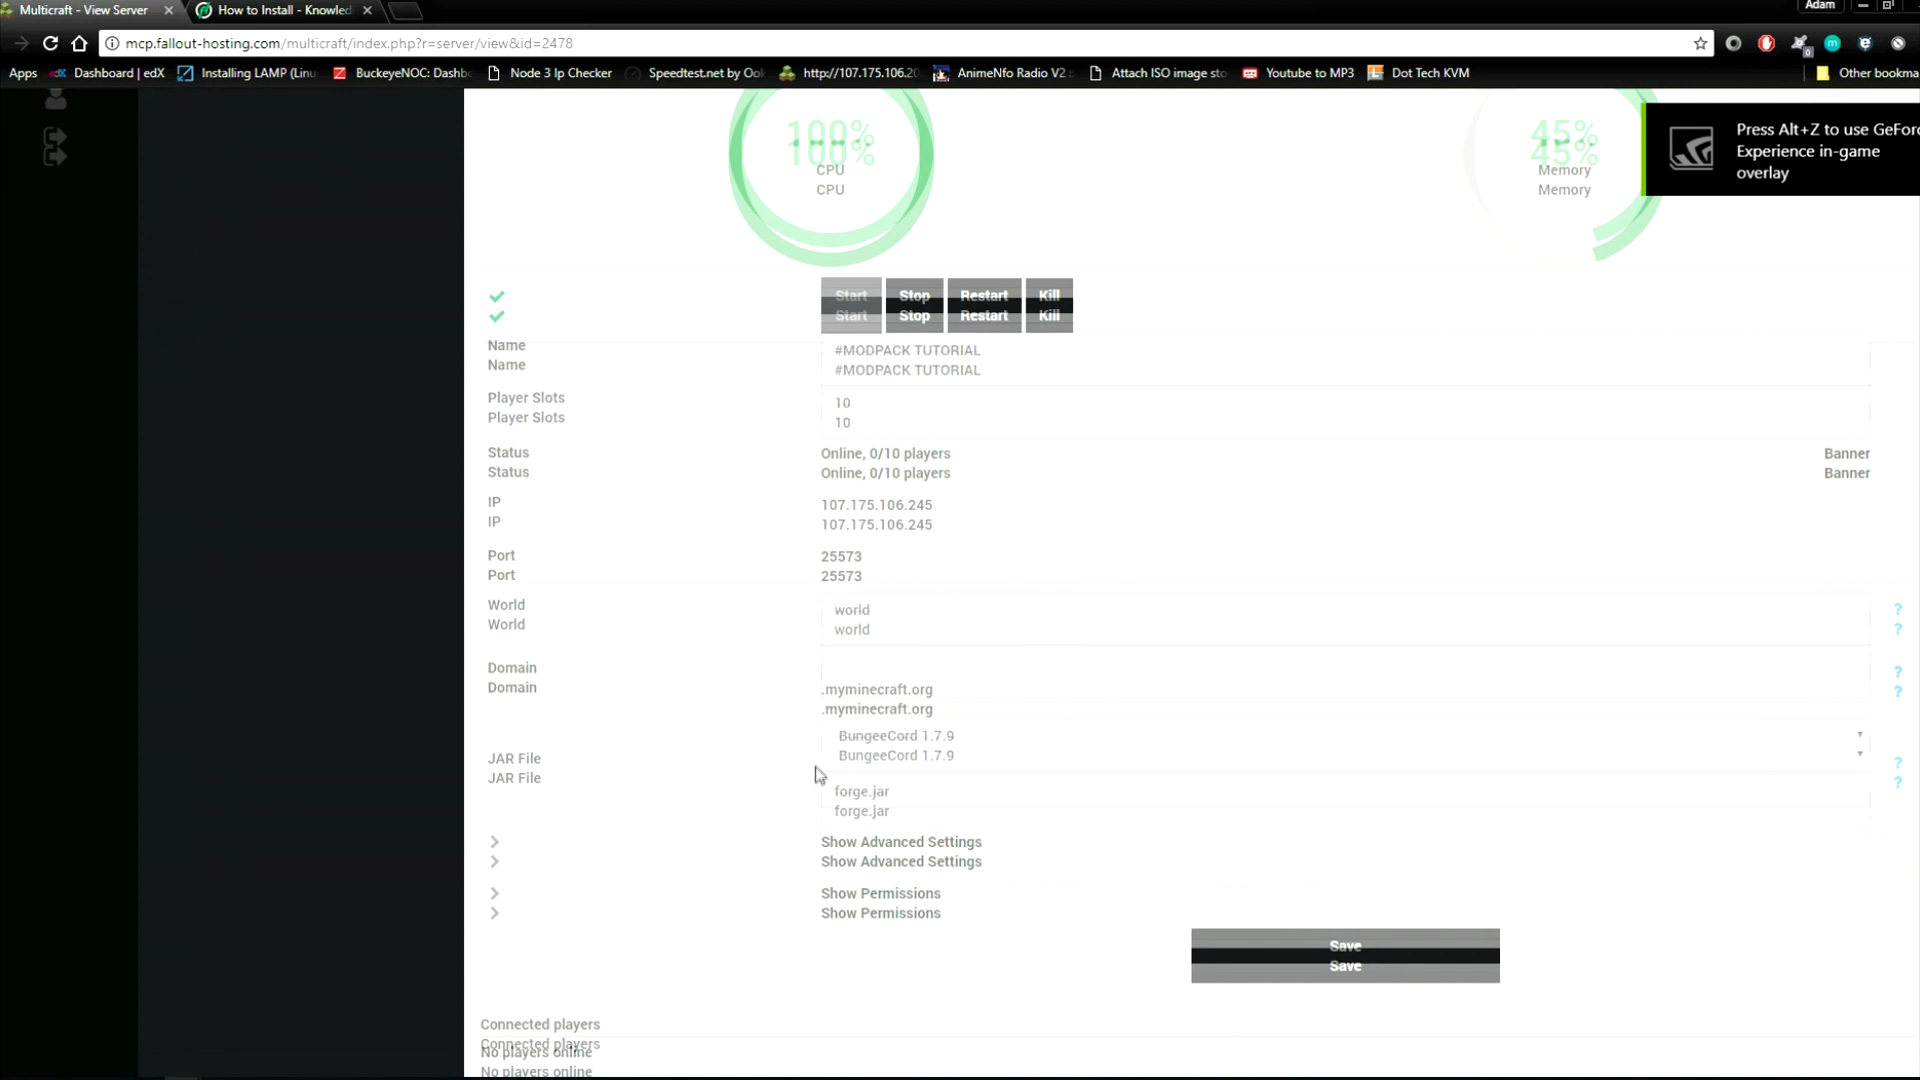 Multicraft - View Server
How to Install - Knowled
Adam
mcp.fallout-hosting.com/multicraft/index.php?r=server/view&id=2478
0
Apps
Dashboard | edX
Installing LAMP (Linu
BuckeyeNOC: Dashb
Node 3 Ip Checker
Speedtest.net by Ook
http://107.175.106.20
AnimeNfo Radio V2
Attach ISO image sto
Youtube to MP3
Dot Tech KVM
Other bookma
Press Alt+Z to use GeForc
Experience in-game
overlay
100%
100%
CPU
CPU
45%
45%
Memory
Memory
Start Stop Restart Kill
Start Stop Restart Kill
Name #MODPACK TUTORIAL
Name #MODPACK TUTORIAL
Player Slots 10
Player Slots 10
Status Online, 0/10 players Banner
Status Online, 0/10 players Banner
IP 107.175.106.245
IP 107.175.106.245
Port 25573
Port 25573
World world ?
World world ?
Domain ?
Domain .myminecraft.org ?
.myminecraft.org
BungeeCord 1.7.9
JAR File BungeeCord 1.7.9 ?
JAR File forge.jar ?
forge.jar
Show Advanced Settings
Show Advanced Settings
Show Permissions
Show Permissions
Save
Save
Connected players
Connected players
No players online
No players online